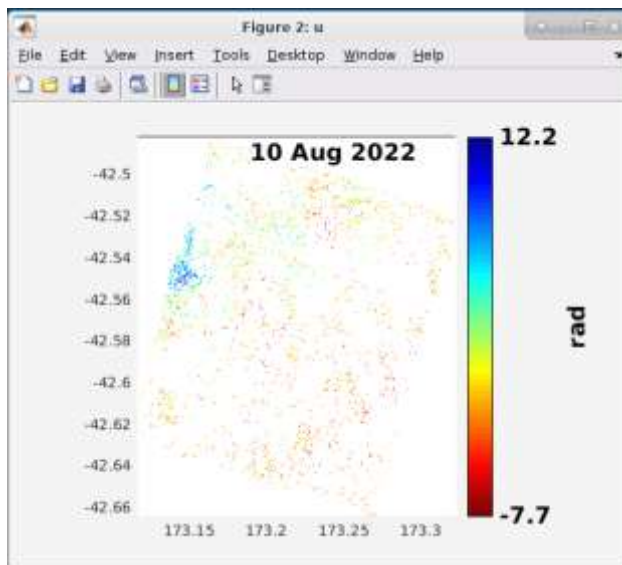 Figure 2: u
File Edit View Insert Tools Desktop Window Help
10 Aug 2022
12.2
-42.5
-42.52
-42.54
-42.56
-42.58
-42.6
-42.62
-42.64
-42.66
rad
-7.7
173.15 173.2 173.25 173.3